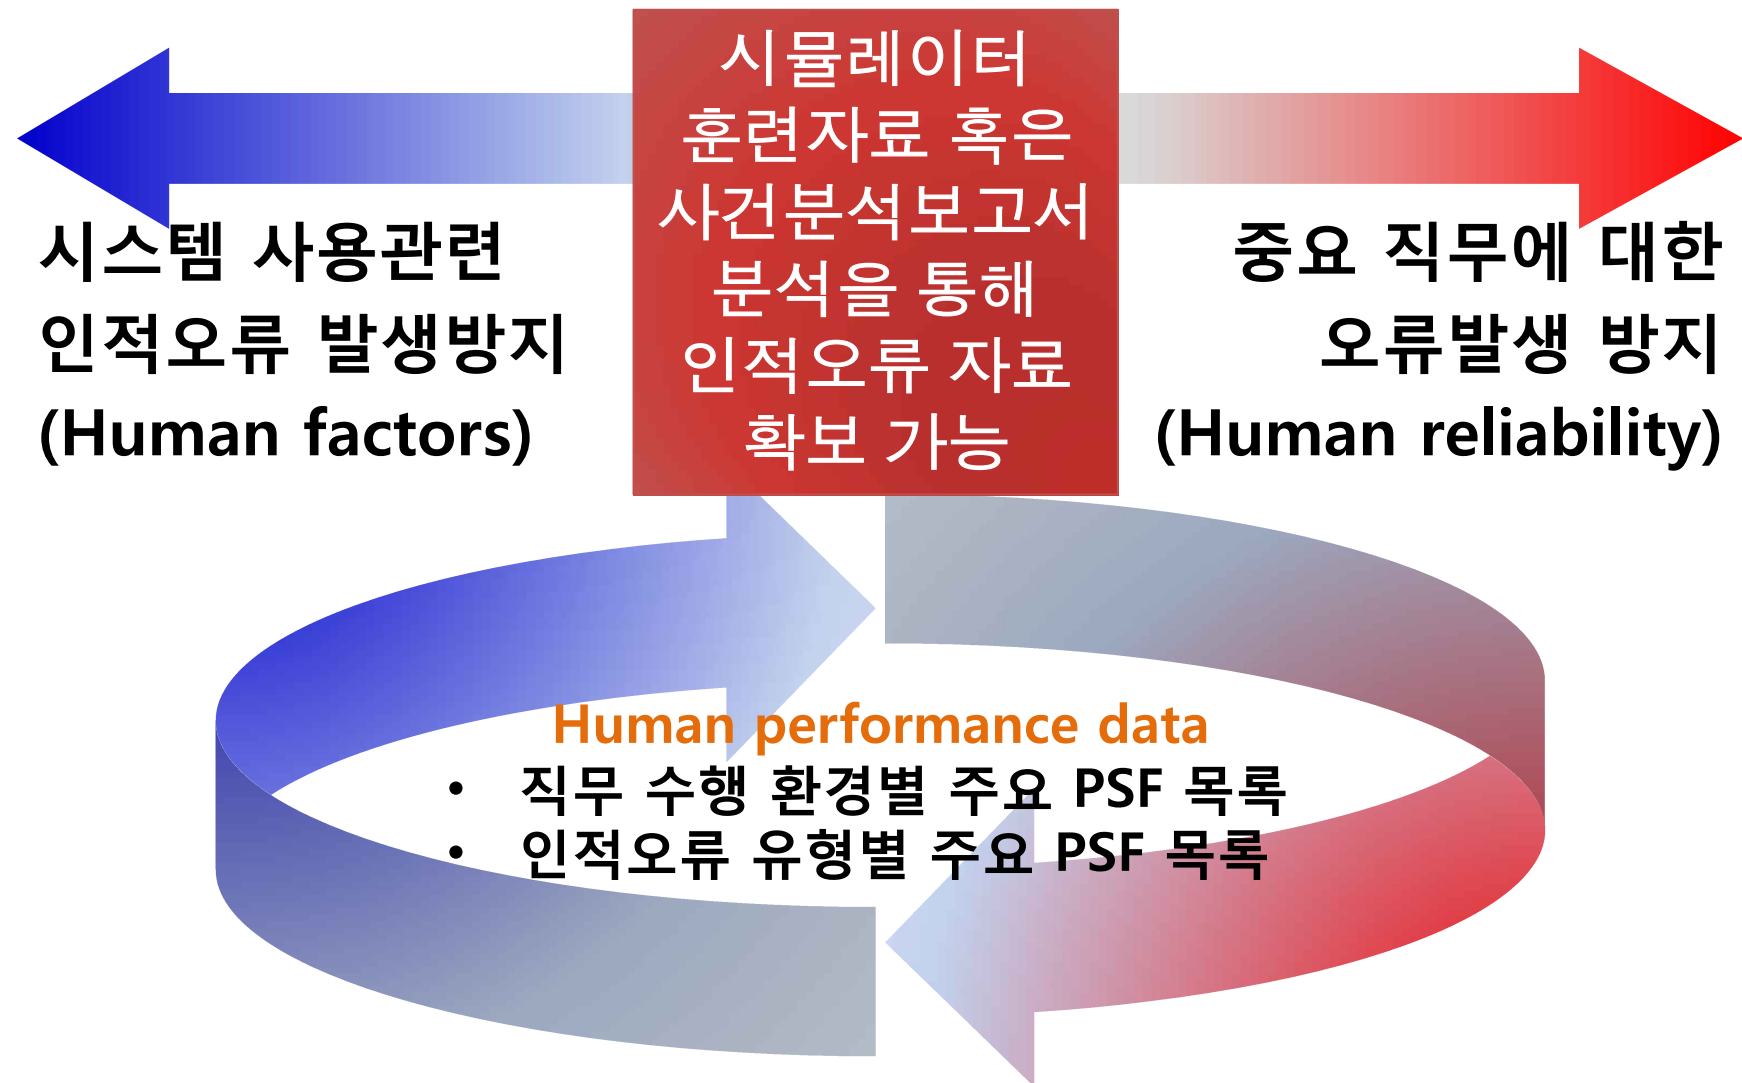 시뮬레이터
훈련자료 혹은
사건분석보고서
분석을 통해
인적오류 자료
확보 가능
시스템 사용관련
인적오류 발생방지
(Human factors)
중요 직무에 대한
오류발생 방지
(Human reliability)
Human performance data
• 직무 수행 환경별 주요 PSF 목록
• 인적오류 유형별 주요 PSF 목록